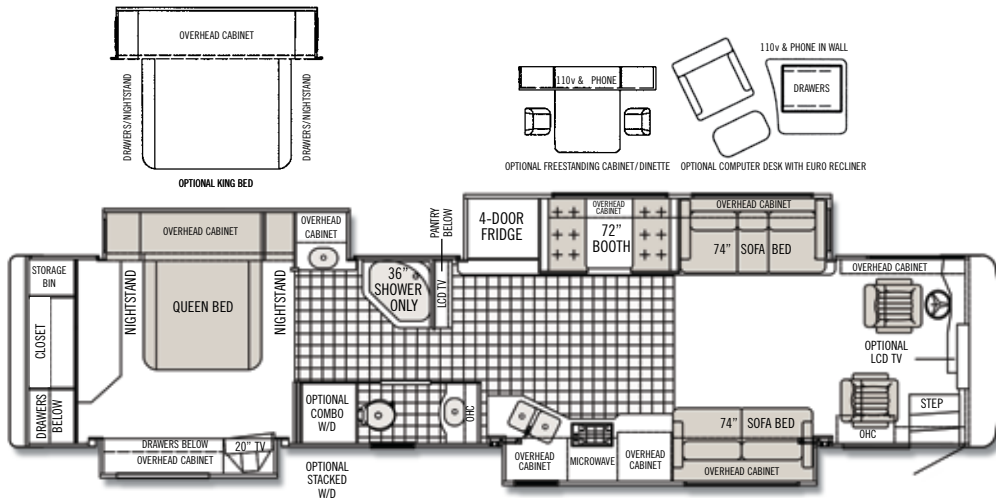 OVERHEAD CABINET
DRAWERS/NIGHTSTAND
DRAWERS/NIGHTSTAND
OPTIONAL KING BED
110v & PHONE
OPTIONAL FREESTANDING CABINET/DINETTE
110v & PHONE IN WALL
DRAWERS
OPTIONAL COMPUTER DESK WITH EURO RECLINER
STORAGE
BIN
CLOSET
DRAWERS
BELOW
OVERHEAD CABINET
NIGHTSTAND
QUEEN BED
NIGHTSTAND
DRAWERS BELOW
OVERHEAD CABINET
20" TV
OVERHEAD
CABINET
36"
SHOWER
ONLY
PANTRY
BELOW
LCD TV
OPTIONAL
COMBO
W/D
OHC
OPTIONAL
STACKED
W/D
4-DOOR
FRIDGE
OVERHEAD
CABINET
72"
BOOTH
OVERHEAD CABINET
74" SOFA BED
OVERHEAD
CABINET
MICROWAVE
OVERHEAD
CABINET
74" SOFA BED
OVERHEAD CABINET
OVERHEAD CABINET
OPTIONAL
LCD TV
STEP
OHC